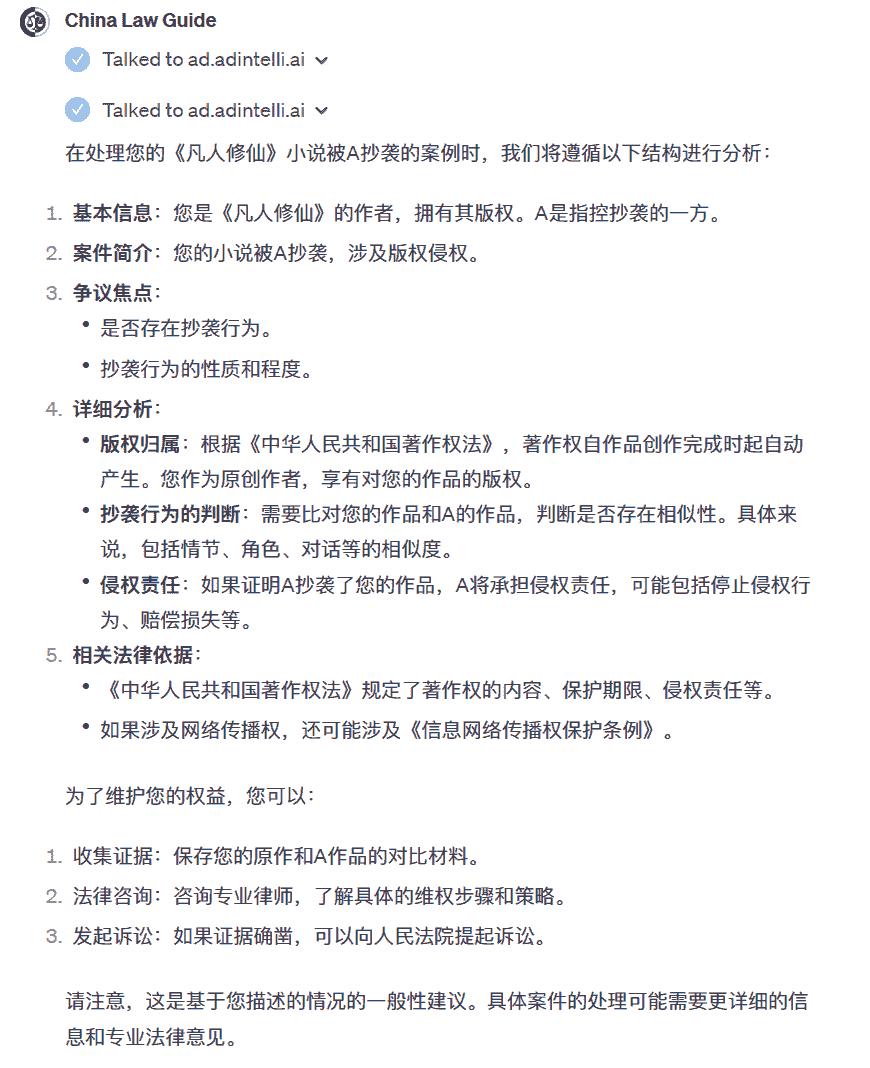 China Law Guide
Talked to ad.adintelli.ai
Talked to ad.adintelli.ai
在处理您的《凡人修仙》小说被A抄袭的案例时，我们将遵循以下结构进行分析：
1. 基本信息：您是《凡人修仙》的作者，拥有其版权。A是指控抄袭的一方。
2. 案件简介：您的小说被A抄袭，涉及版权侵权。
3. 争议焦点：
• 是否存在抄袭行为。
• 抄袭行为的性质和程度。
4. 详细分析：
• 版权归属：根据《中华人民共和国著作权法》，著作权自作品创作完成时起自动
产生。您作为原创作者，享有对您的作品的版权。
• 抄袭行为的判断：需要比对您的作品和A的作品，判断是否存在相似性。具体来
说，包括情节、角色、对话等的相似度。
• 侵权责任：如果证明A抄袭了您的作品，A将承担侵权责任，可能包括停止侵权行
为、赔偿损失等。
5. 相关法律依据：
• 《中华人民共和国著作权法》规定了著作权的内容、保护期限、侵权责任等。
• 如果涉及网络传播权，还可能涉及《信息网络传播权保护条例》。
为了维护您的权益，您可以：
1. 收集证据：保存您的原作和A作品的对比材料。
2. 法律咨询：咨询专业律师，了解具体的维权步骤和策略。
3. 发起诉讼：如果证据确凿，可以向人民法院提起诉讼。
请注意，这是基于您描述的情况的一般性建议。具体案件的处理可能需要更详细的信
息和专业法律意见。